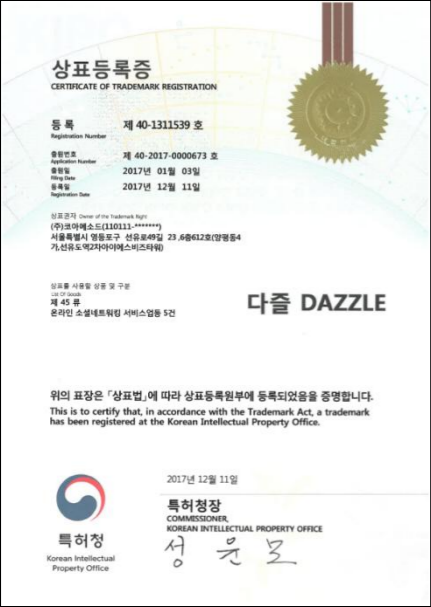 상표등록증
CERTIFICATE OF TRADEMARK REGISTRATION
등 록 제 40-1311539 호
Registration Number
출원번호 제 40-2017-0000673 호
Application Number
출원일 2017년 01월 03일
Filing Date
등록일 2017년 12월 11일
Registration Date
상표권자 Owner of the Trademark Right
(주)코아에소드(110111-*******)
서울특별시 영등포구 선유로49길 23 ,6층612호(양평동4
가,선유도역2차아이에스비즈타워)
상표를 사용할 상품 및 구분
List Of Goods
제 45 류
온라인 소셜네트워킹 서비스업등 5건
다즐 DAZZLE
위의 표장은 「상표법」에 따라 상표등록원부에 등록되었음을 증명합니다.
This is to certify that, in accordance with the Trademark Act, a trademark
has been registered at the Korean Intellectual Property Office.
2017년 12월 11일
특허청장
COMMISSIONER,
KOREAN INTELLECTUAL PROPERTY OFFICE
성 윤 모
특허청
Korean Intellectual
Property Office